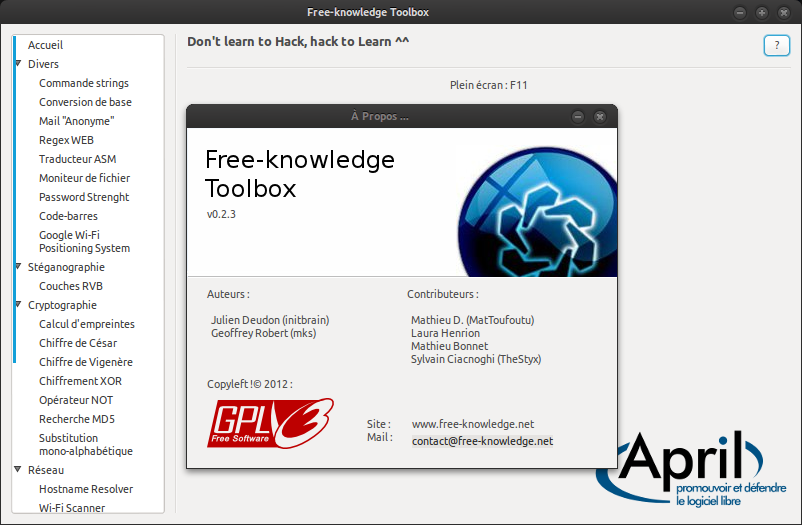 Free-knowledge Toolbox
Accueil
Divers
Commande strings
Conversion de base
Mail "Anonyme"
Regex WEB
Traducteur ASM
Moniteur de fichier
Password Strenght
Code-barres
Google Wi-Fi
Positioning System
Stéganographie
Couches RVB
Cryptographie
Calcul d'empreintes
Chiffre de César
Chiffre de Vigenère
Chiffrement XOR
Opérateur NOT
Recherche MD5
Substitution
mono-alphabétique
Réseau
Hostname Resolver
Wi-Fi Scanner
Don't learn to Hack, hack to Learn ^^
?
Plein écran : F11
À Propos ...
Free-knowledge
Toolbox
v0.2.3
Auteurs :
Julien Deudon (initbrain)
Geoffrey Robert (mks)
Contributeurs :
Mathieu D. (MatToufoutu)
Laura Henrion
Mathieu Bonnet
Sylvain Ciacnoghi (TheStyx)
Copyleft !© 2012 :
GPLv3
Free Software
Site : www.free-knowledge.net
Mail : contact@free-knowledge.net
April
promouvoir et défendre
le logiciel libre